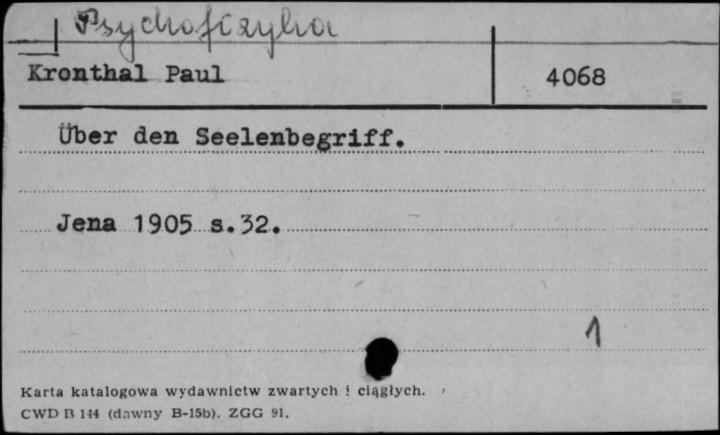 Psychofizyka
Kronthal Paul 4068
Über den Seelenbegriff.
Jena 1905 s.32.
1
Karta katalogowa wydawnictw zwartych i ciągłych.
CWD B 144 (dawny B-15b). ZGG 91.